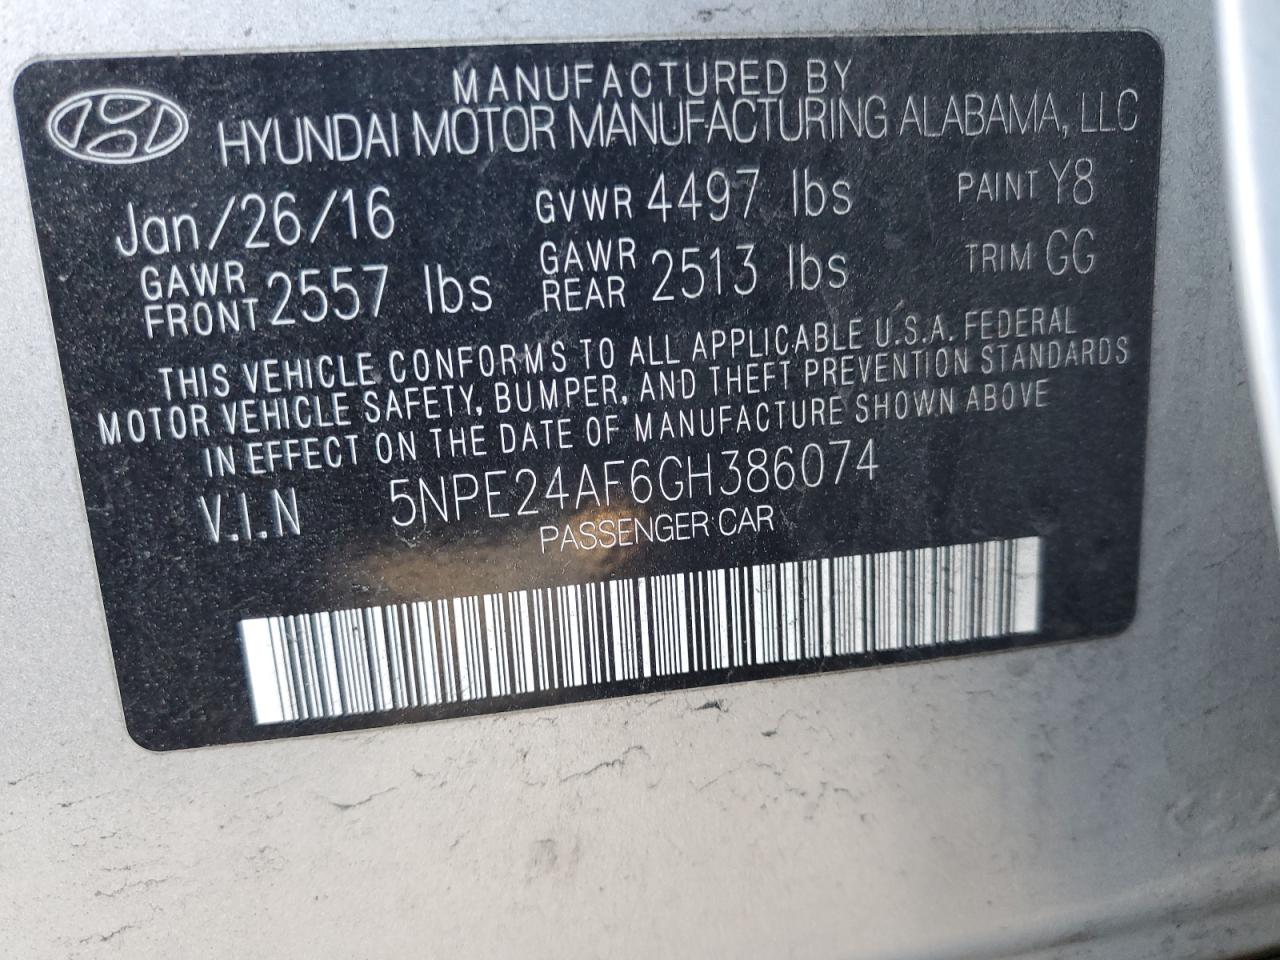 MANUFACTURED BY
HYUNDAI MOTOR MANUFACTURING ALABAMA, LLC
Jan/26/16 GVWR 4497 lbs PAINT Y8
GAWR FRONT 2557 lbs GAWR REAR 2513 lbs TRIM GG
THIS VEHICLE CONFORMS TO ALL APPLICABLE U.S.A. FEDERAL
MOTOR VEHICLE SAFETY, BUMPER, AND THEFT PREVENTION STANDARDS
IN EFFECT ON THE DATE OF MANUFACTURE SHOWN ABOVE
V.I.N 5NPE24AF6GH386074
PASSENGER CAR